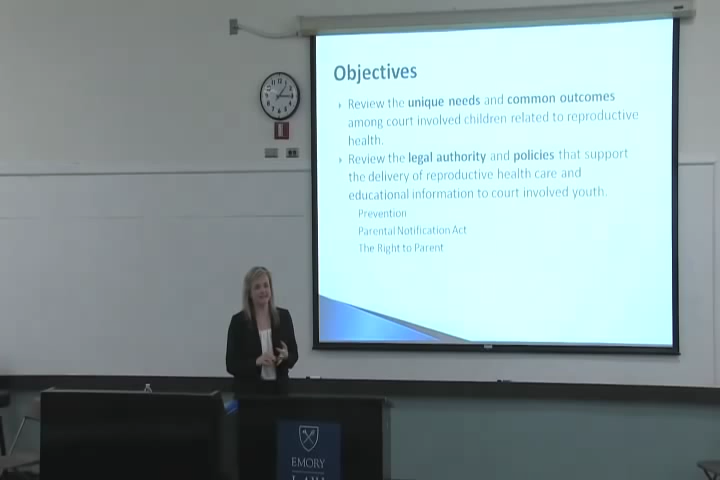 Objectives
Review the unique needs and common outcomes
among court involved children related to reproductive
health.
Review the legal authority and policies that support
the delivery of reproductive health care and
educational information to court involved youth.
Prevention
Parental Notification Act
The Right to Parent
EMORY
LAW